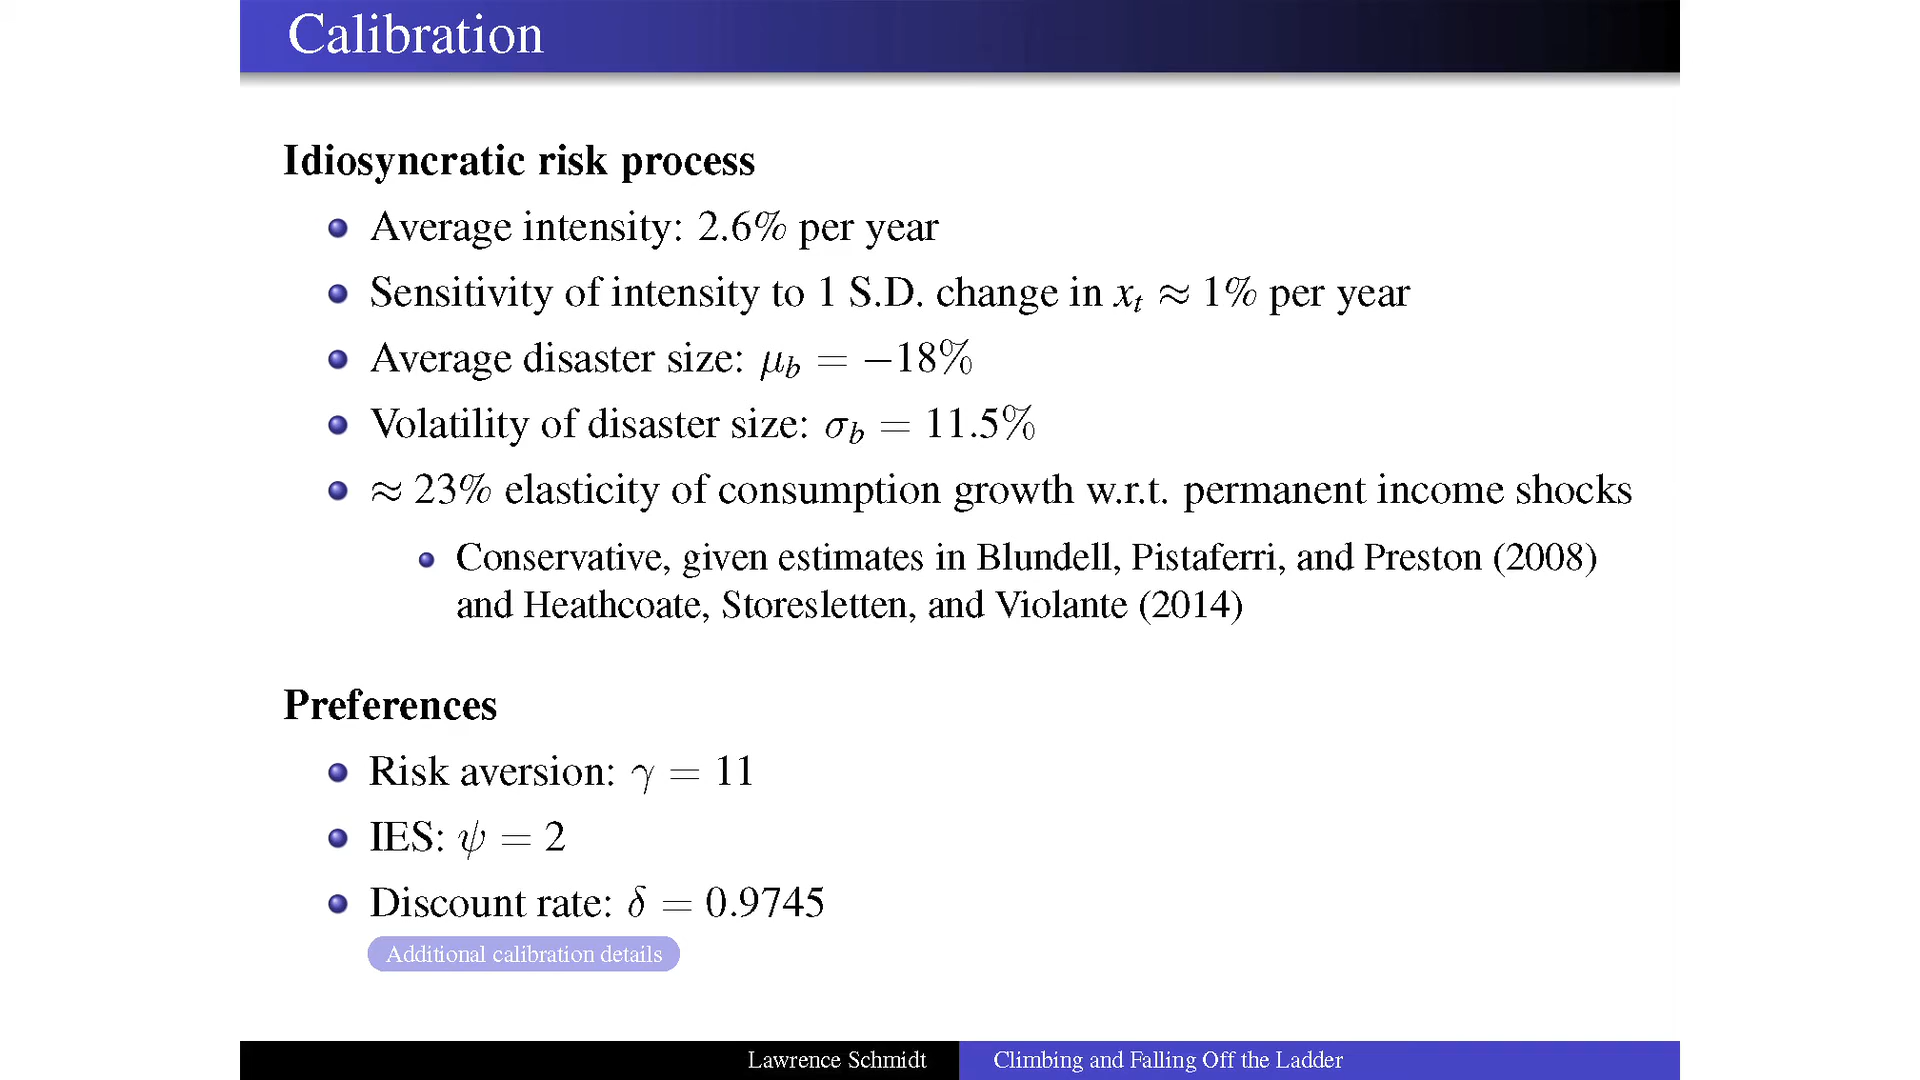 Calibration
Idiosyncratic risk process
Average intensity: 2.6% per year
Sensitivity of intensity to 1 S.D. change in xₜ ≈ 1% per year
Average disaster size: μ_b = −18%
Volatility of disaster size: σ_b = 11.5%
≈ 23% elasticity of consumption growth w.r.t. permanent income shocks
Conservative, given estimates in Blundell, Pistaferri, and Preston (2008)
and Heathcoate, Storesletten, and Violante (2014)
Preferences
Risk aversion: γ = 11
IES: ψ = 2
Discount rate: δ = 0.9745
Additional calibration details
Lawrence Schmidt
Climbing and Falling Off the Ladder